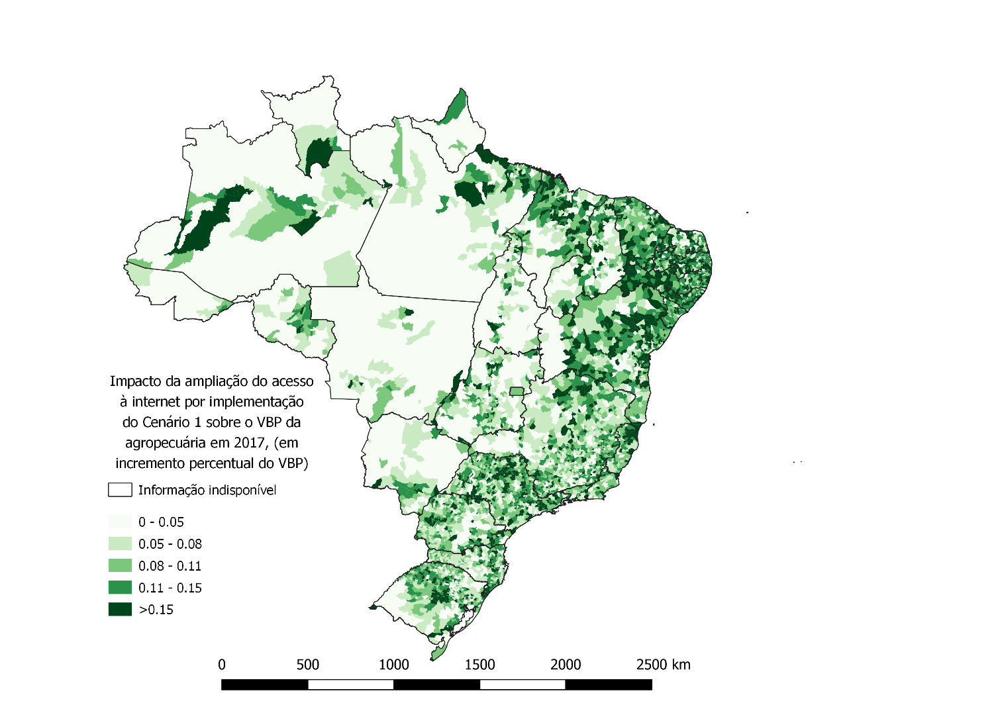 Impacto da ampliação do acesso
à internet por implementação
do Cenário 1 sobre o VBP da
agropecuária em 2017, (em
incremento percentual do VBP)
Informação indisponível
0 - 0.05
0.05 - 0.08
0.08 - 0.11
0.11 - 0.15
>0.15
0 500 1000 1500 2000 2500 km